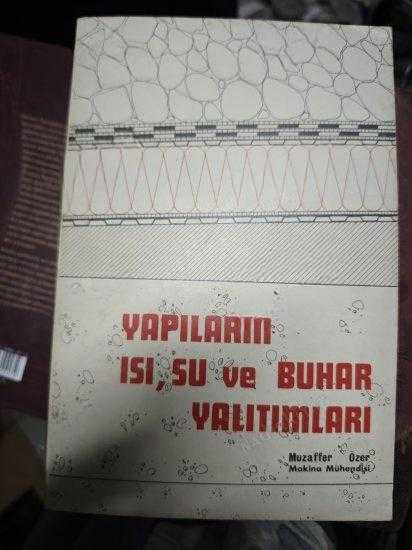 YAPILARIN
ISI, SU ve BUHAR
YALITIMLARI
Muzaffer Özer
Makina Mühendisi